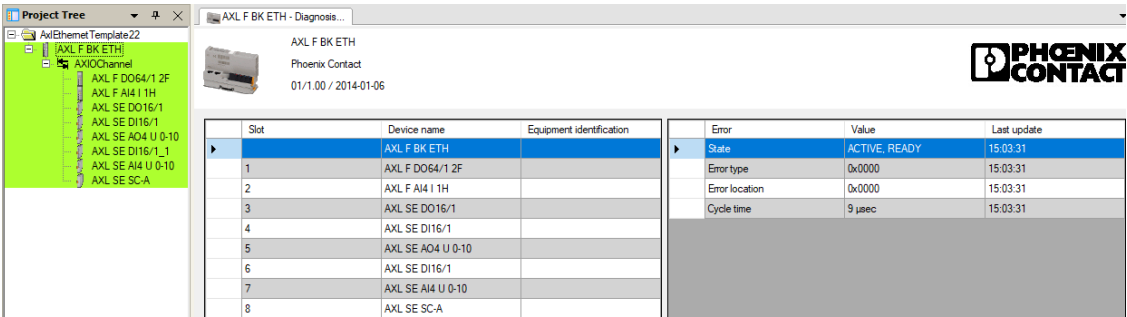 Project Tree
AxlEthernetTemplate22
AXL F BK ETH
AXIOChannel
AXL F DO64/1 2F
AXL F AI4 I 1H
AXL SE DO16/1
AXL SE DI16/1
AXL SE AO4 U 0-10
AXL SE DI16/1_1
AXL SE AI4 U 0-10
AXL SE SC-A
AXL F BK ETH - Diagnosis...
AXL F BK ETH
Phoenix Contact
01/1.00 / 2014-01-06
PHŒNIX
CONTACT
Slot Device name Equipment identification
AXL F BK ETH
1 AXL F DO64/1 2F
2 AXL F AI4 I 1H
3 AXL SE DO16/1
4 AXL SE DI16/1
5 AXL SE AO4 U 0-10
6 AXL SE DI16/1
7 AXL SE AI4 U 0-10
8 AXL SE SC-A
Error Value Last update
State ACTIVE, READY 15:03:31
Error type 0x0000 15:03:31
Error location 0x0000 15:03:31
Cycle time 9 µsec 15:03:31